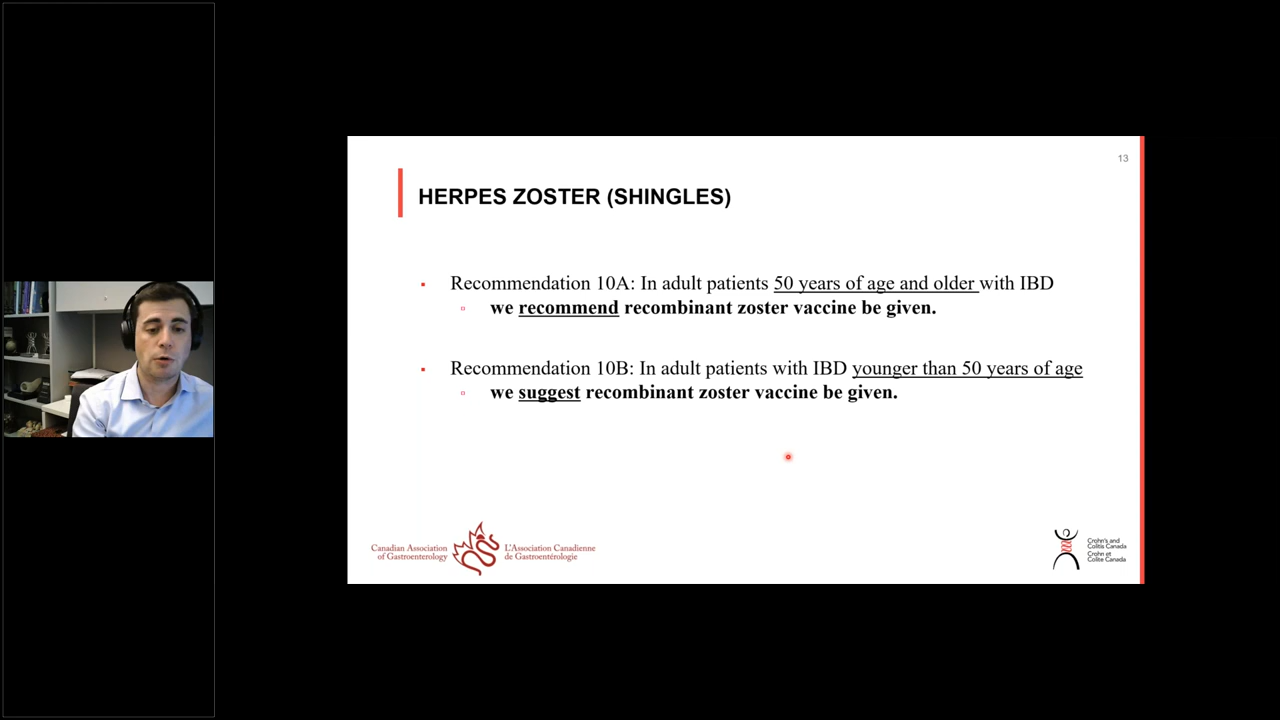 13
HERPES ZOSTER (SHINGLES)
▪ Recommendation 10A: In adult patients 50 years of age and older with IBD
▫ we recommend recombinant zoster vaccine be given.
▪ Recommendation 10B: In adult patients with IBD younger than 50 years of age
▫ we suggest recombinant zoster vaccine be given.
Canadian Association
of Gastroenterology
L'Association Canadienne
de Gastroentérologie
Crohn's and
Colitis Canada
Crohn et
Colite Canada